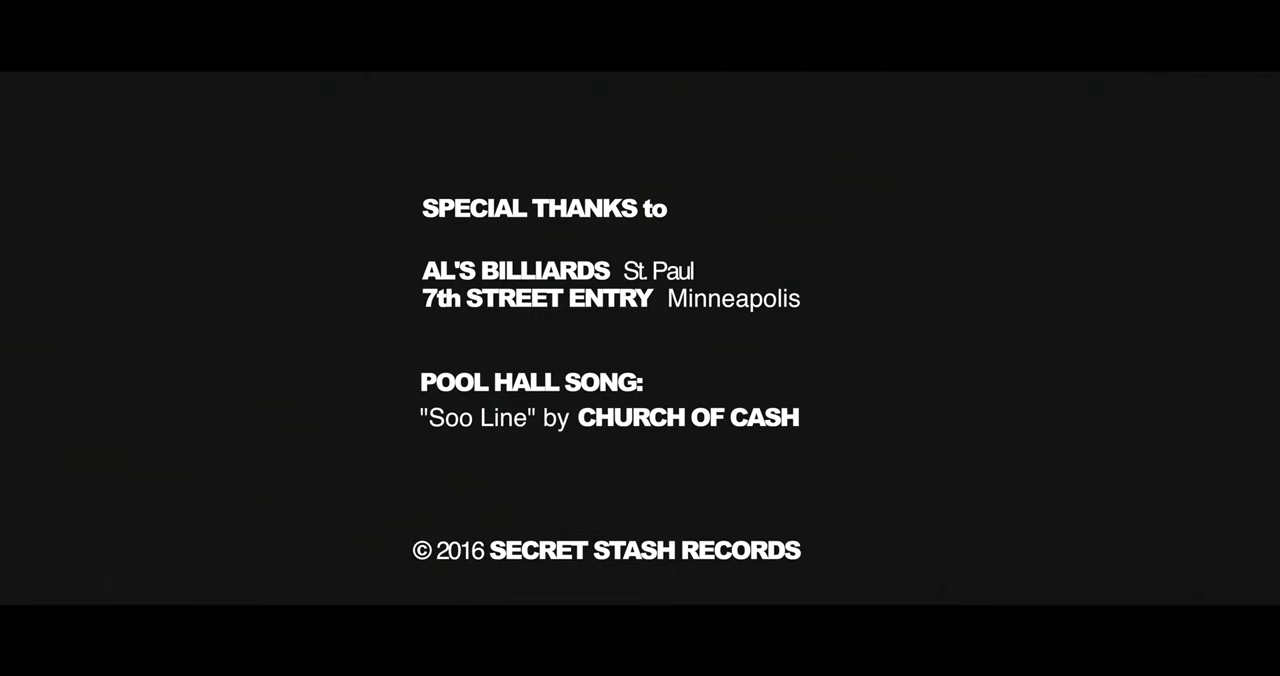 SPECIAL THANKS to
AL'S BILLIARDS St. Paul
7th STREET ENTRY Minneapolis
POOL HALL SONG:
"Soo Line" by CHURCH OF CASH
© 2016 SECRET STASH RECORDS